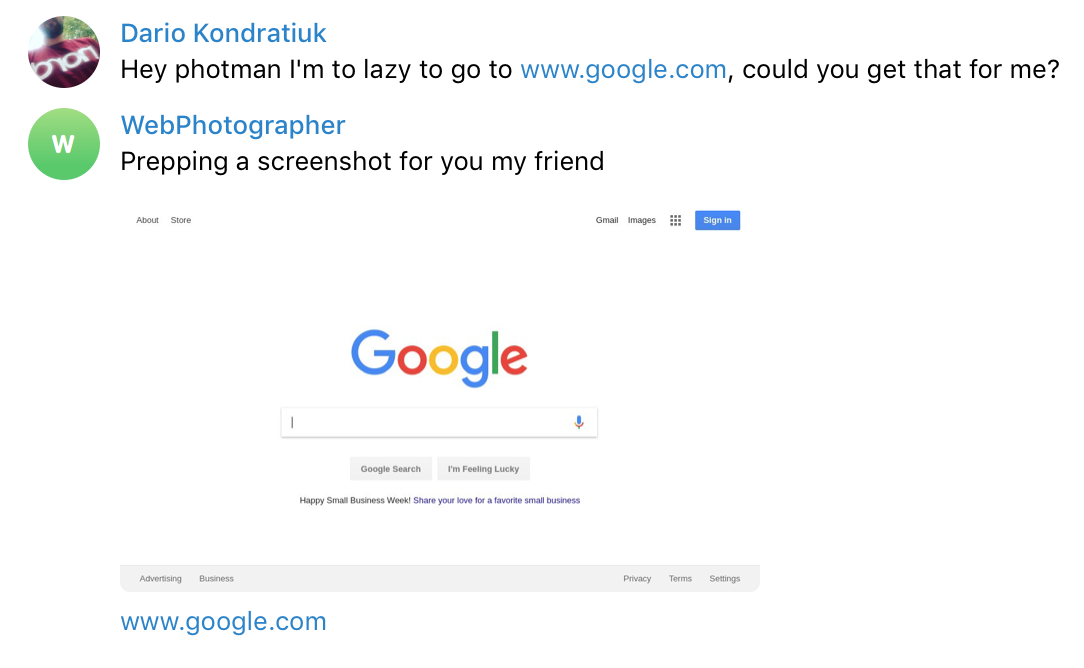 Dario Kondratiuk
Hey photman I'm to lazy to go to www.google.com, could you get that for me?
W
WebPhotographer
Prepping a screenshot for you my friend
About Store Gmail Images Sign in
Google
Google Search I'm Feeling Lucky
Happy Small Business Week! Share your love for a favorite small business
Advertising Business Privacy Terms Settings
www.google.com